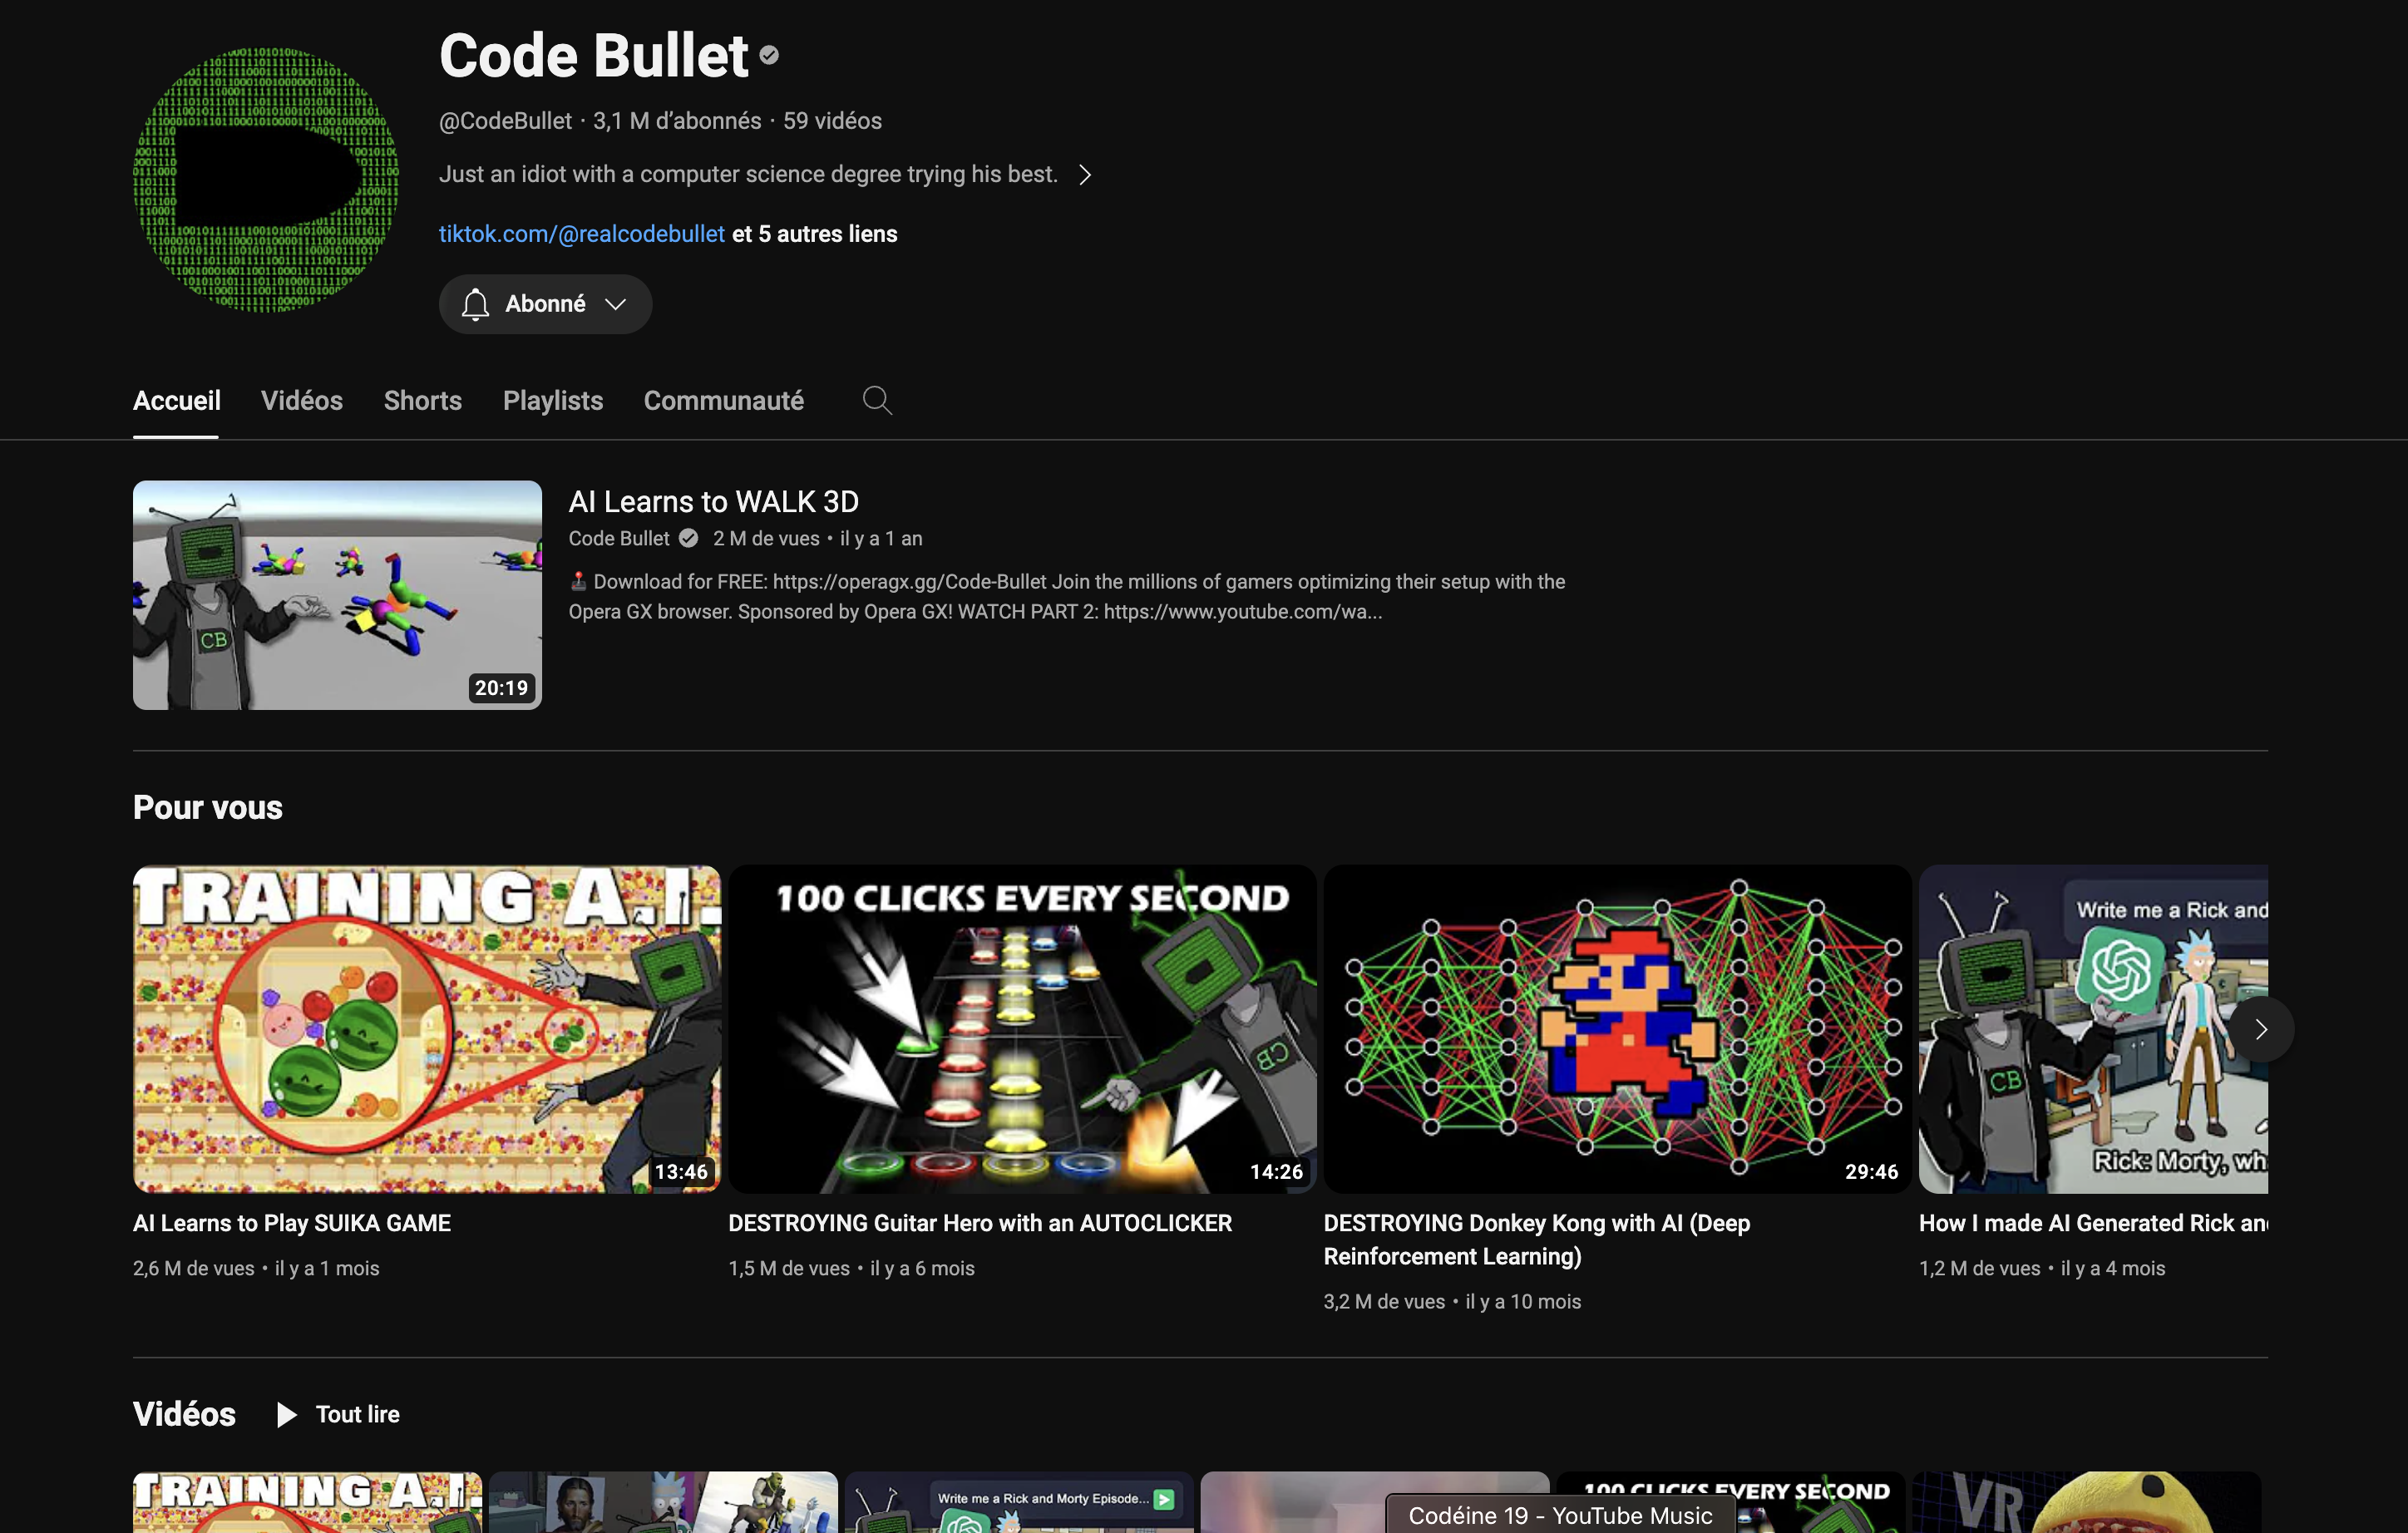 Code Bullet
@CodeBullet · 3,1 M d’abonnés · 59 vidéos
Just an idiot with a computer science degree trying his best.
tiktok.com/@realcodebullet et 5 autres liens
Abonné
Accueil Vidéos Shorts Playlists Communauté
CB
20:19
AI Learns to WALK 3D
Code Bullet 2 M de vues • il y a 1 an
Download for FREE: https://operagx.gg/Code-Bullet Join the millions of gamers optimizing their setup with the
Opera GX browser. Sponsored by Opera GX! WATCH PART 2: https://www.youtube.com/wa...
Pour vous
TRAINING A.I.
13:46
AI Learns to Play SUIKA GAME
2,6 M de vues • il y a 1 mois
100 CLICKS EVERY SECOND
CB
14:26
DESTROYING Guitar Hero with an AUTOCLICKER
1,5 M de vues • il y a 6 mois
29:46
DESTROYING Donkey Kong with AI (Deep
Reinforcement Learning)
3,2 M de vues • il y a 10 mois
Write me a Rick and
CB
Rick: Morty, wh
How I made AI Generated Rick an
1,2 M de vues • il y a 4 mois
Vidéos Tout lire
TRAINING A.I.
Write me a Rick and Morty Episode...
100 CLICKS EVERY SECOND
VR
Codéine 19 - YouTube Music